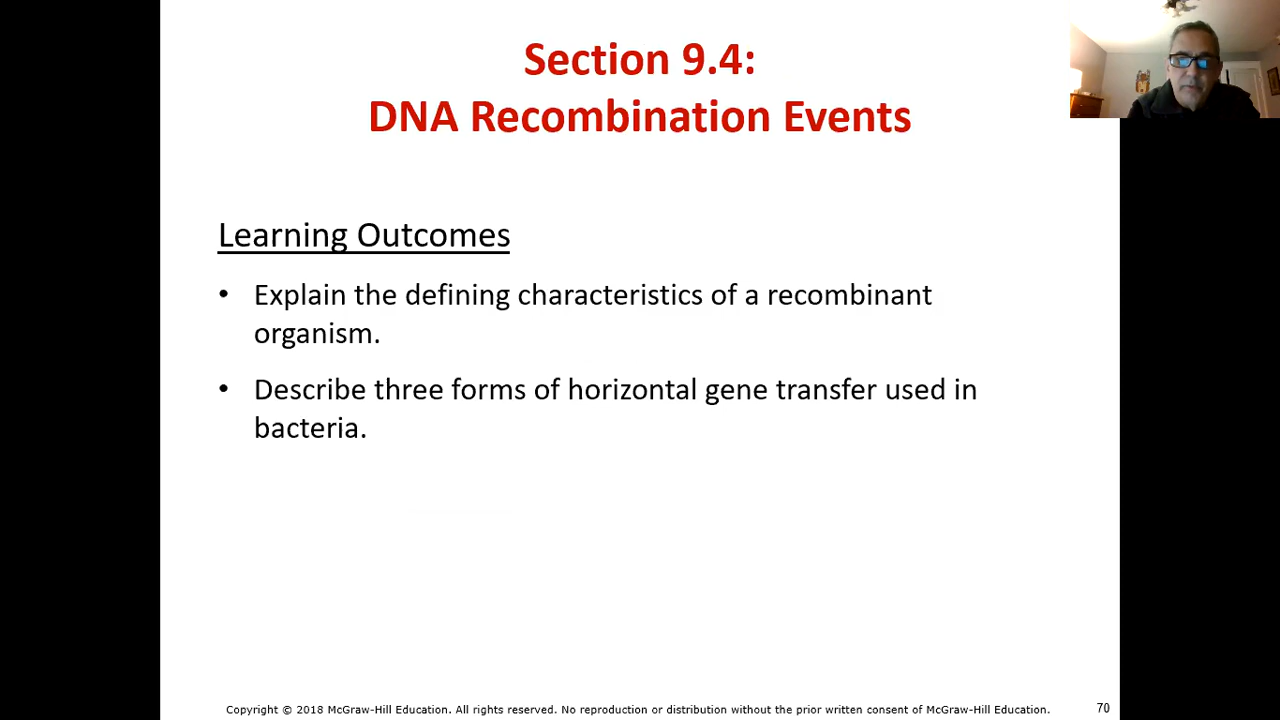 Section 9.4:
DNA Recombination Events
Learning Outcomes
• Explain the defining characteristics of a recombinant
organism.
• Describe three forms of horizontal gene transfer used in
bacteria.
Copyright © 2018 McGraw-Hill Education. All rights reserved. No reproduction or distribution without the prior written consent of McGraw-Hill Education.
70